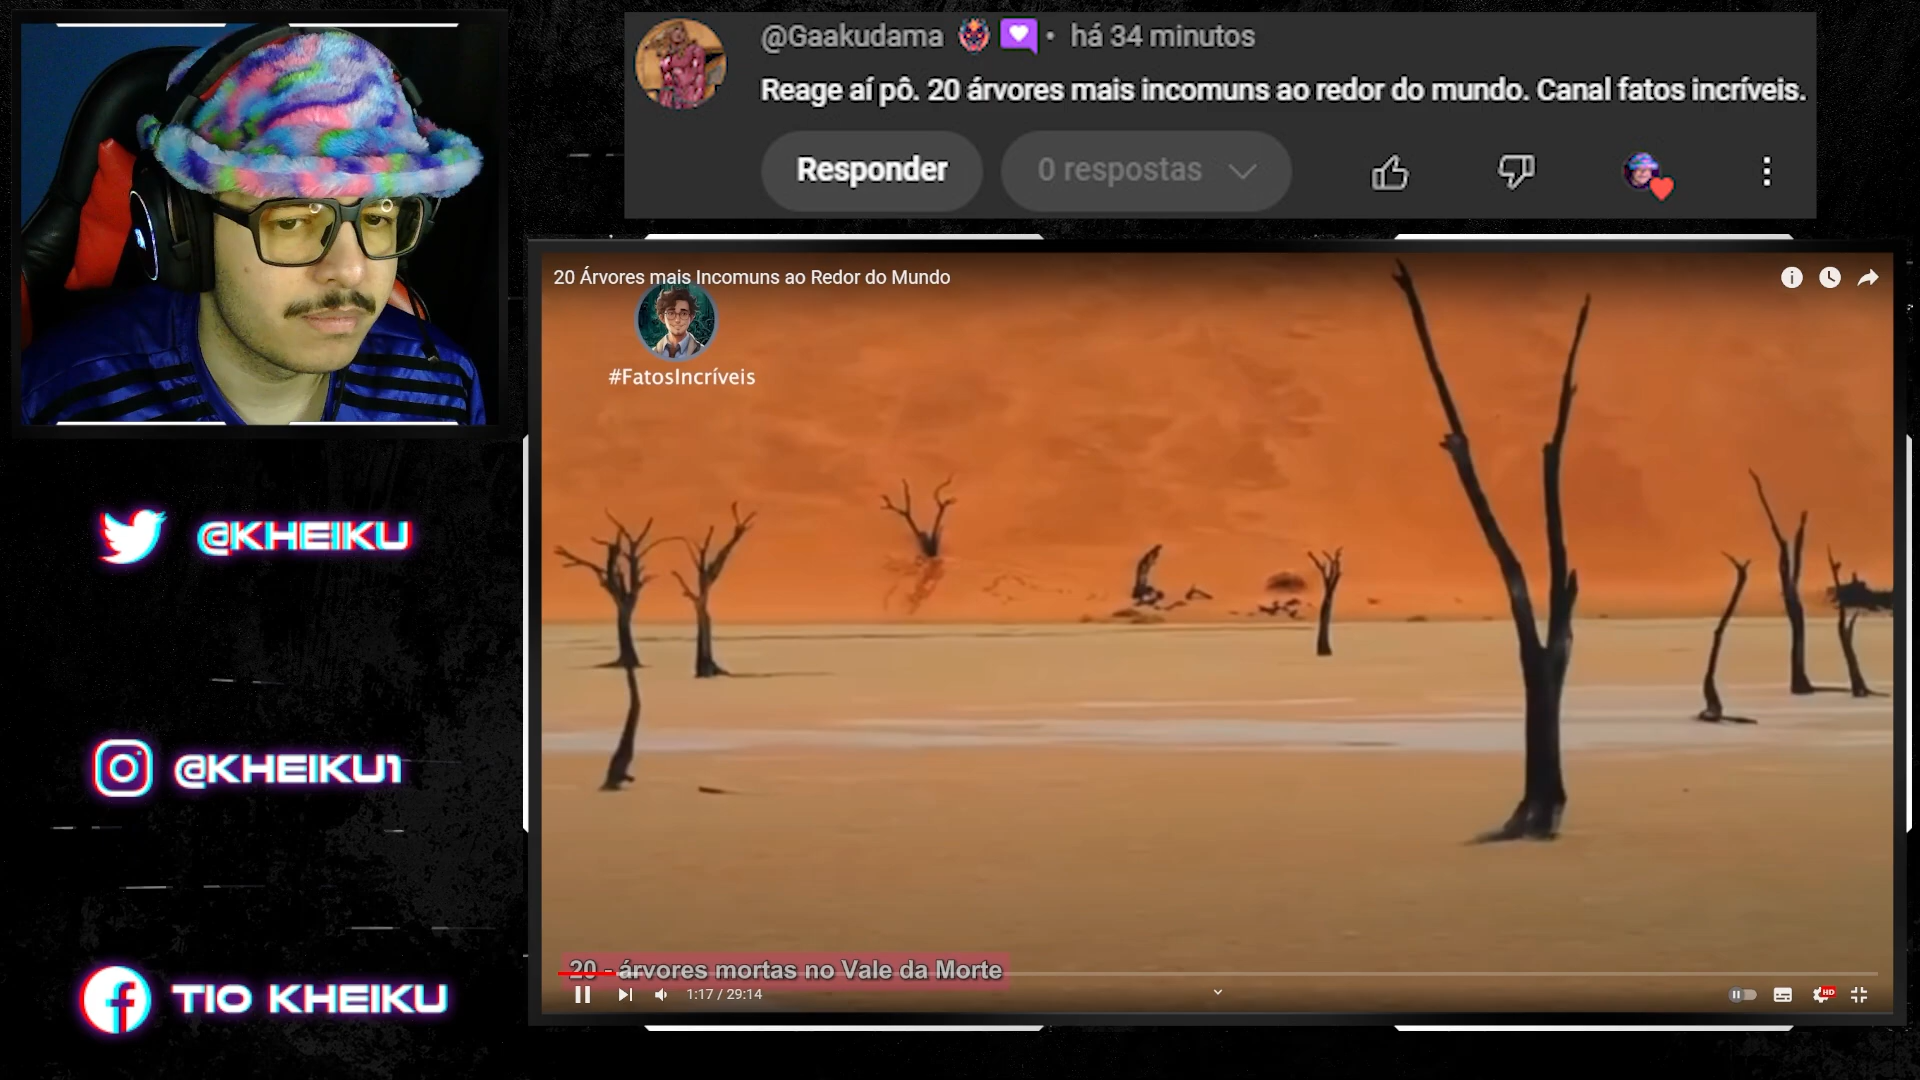 @Gaakudama • há 34 minutos
Reage aí pô. 20 árvores mais incomuns ao redor do mundo. Canal fatos incríveis.
Responder 0 respostas
20 Árvores mais Incomuns ao Redor do Mundo
#FatosIncríveis
@KHEIKU
@KHEIKU1
TIO KHEIKU
20 - árvores mortas no Vale da Morte
1:17 / 29:14
HD